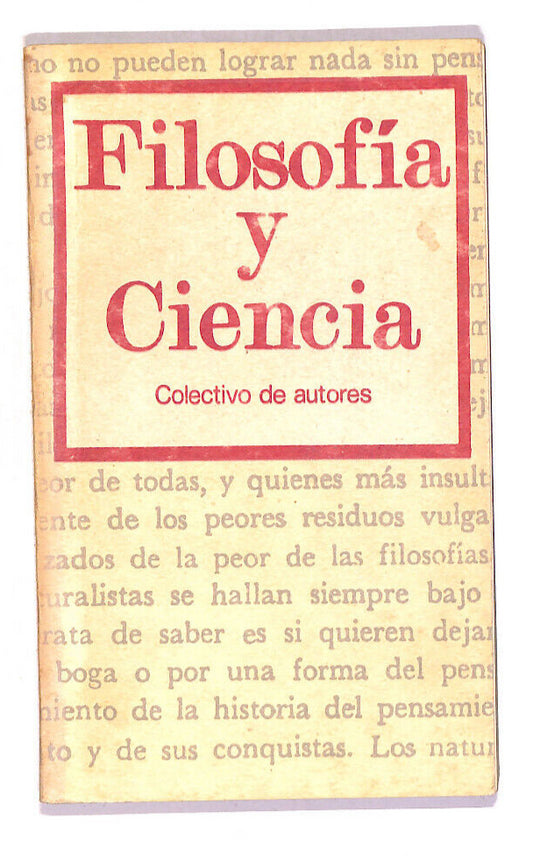 no no pueden lograr nada sin pens
Filosofía
y
Ciencia
Colectivo de autores
eor de todas, y quienes más insult
ente de los peores residuos vulga
zados de la peor de las filosofías
uralistas se hallan siempre bajo
rata de saber es si quieren dejar
boga o por una forma del pens
niento de la historia del pensamie
to y de sus conquistas. Los natur